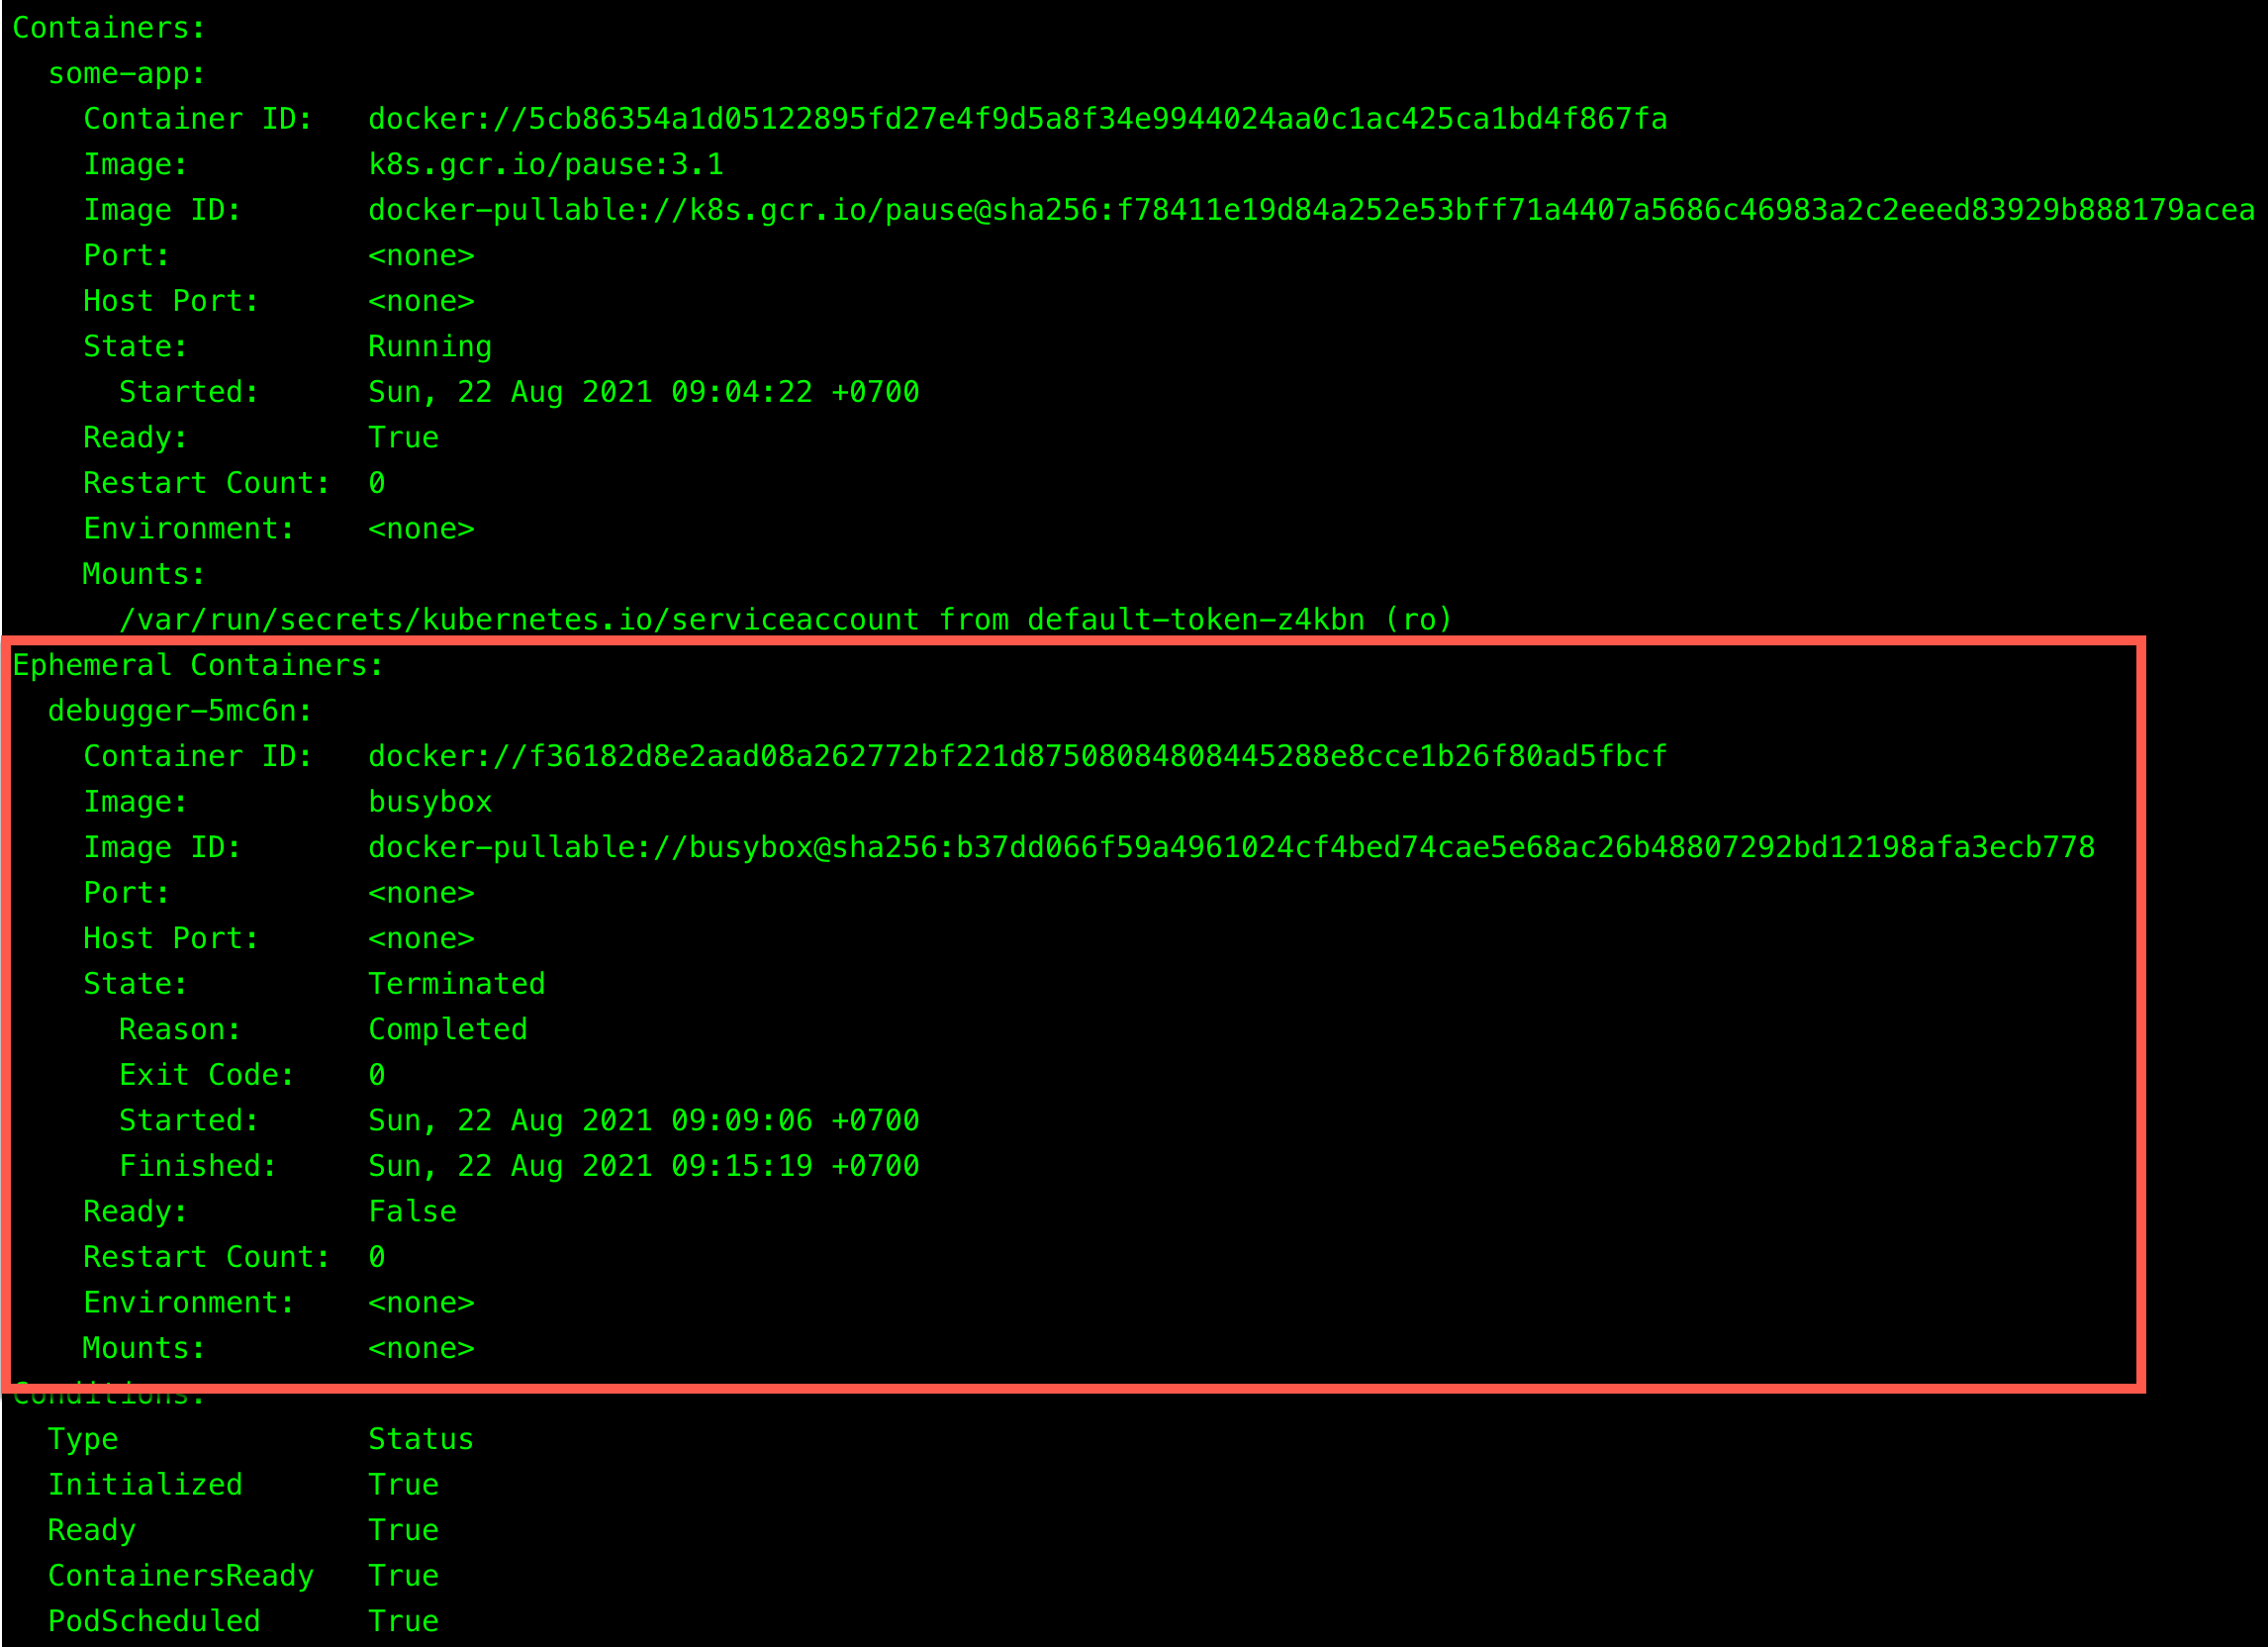 Containers:
  some-app:
    Container ID:   docker://5cb86354a1d05122895fd27e4f9d5a8f34e9944024aa0c1ac425ca1bd4f867fa
    Image:          k8s.gcr.io/pause:3.1
    Image ID:       docker-pullable://k8s.gcr.io/pause@sha256:f78411e19d84a252e53bff71a4407a5686c46983a2c2eeed83929b888179acea
    Port:           <none>
    Host Port:      <none>
    State:          Running
      Started:      Sun, 22 Aug 2021 09:04:22 +0700
    Ready:          True
    Restart Count:  0
    Environment:    <none>
    Mounts:
      /var/run/secrets/kubernetes.io/serviceaccount from default-token-z4kbn (ro)
Ephemeral Containers:
  debugger-5mc6n:
    Container ID:   docker://f36182d8e2aad08a262772bf221d87508084808445288e8cce1b26f80ad5fbcf
    Image:          busybox
    Image ID:       docker-pullable://busybox@sha256:b37dd066f59a4961024cf4bed74cae5e68ac26b48807292bd12198afa3ecb778
    Port:           <none>
    Host Port:      <none>
    State:          Terminated
      Reason:       Completed
      Exit Code:    0
      Started:      Sun, 22 Aug 2021 09:09:06 +0700
      Finished:     Sun, 22 Aug 2021 09:15:19 +0700
    Ready:          False
    Restart Count:  0
    Environment:    <none>
    Mounts:         <none>
Conditions:
  Type              Status
  Initialized       True
  Ready             True
  ContainersReady   True
  PodScheduled      True